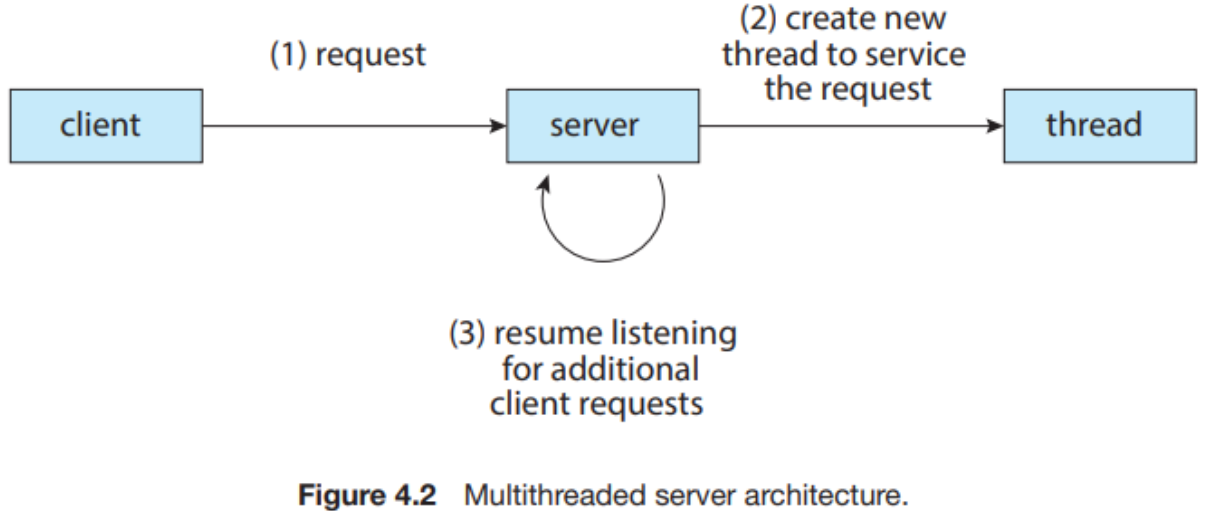 (1) request
(2) create new
thread to service
the request
client
server
thread
(3) resume listening
for additional
client requests
Figure 4.2 Multithreaded server architecture.